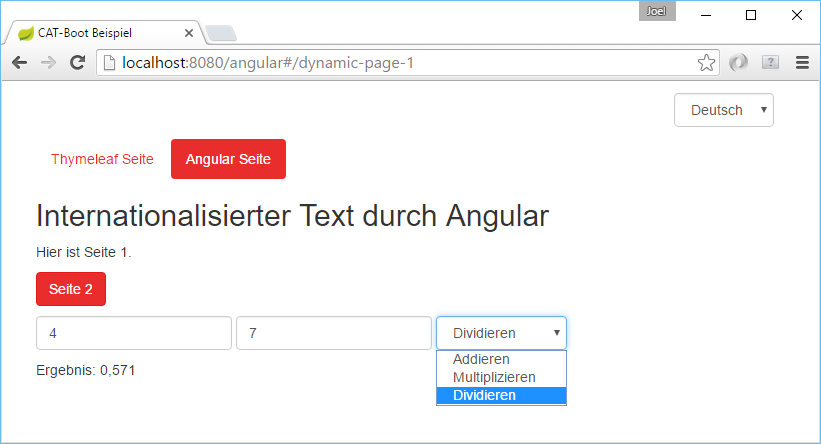 Joel
CAT-Boot Beispiel
localhost:8080/angular#/dynamic-page-1
Deutsch
Thymeleaf Seite Angular Seite
Internationalisierter Text durch Angular
Hier ist Seite 1.
Seite 2
4 7 Dividieren
Addieren
Multiplizieren
Dividieren
Ergebnis: 0,571